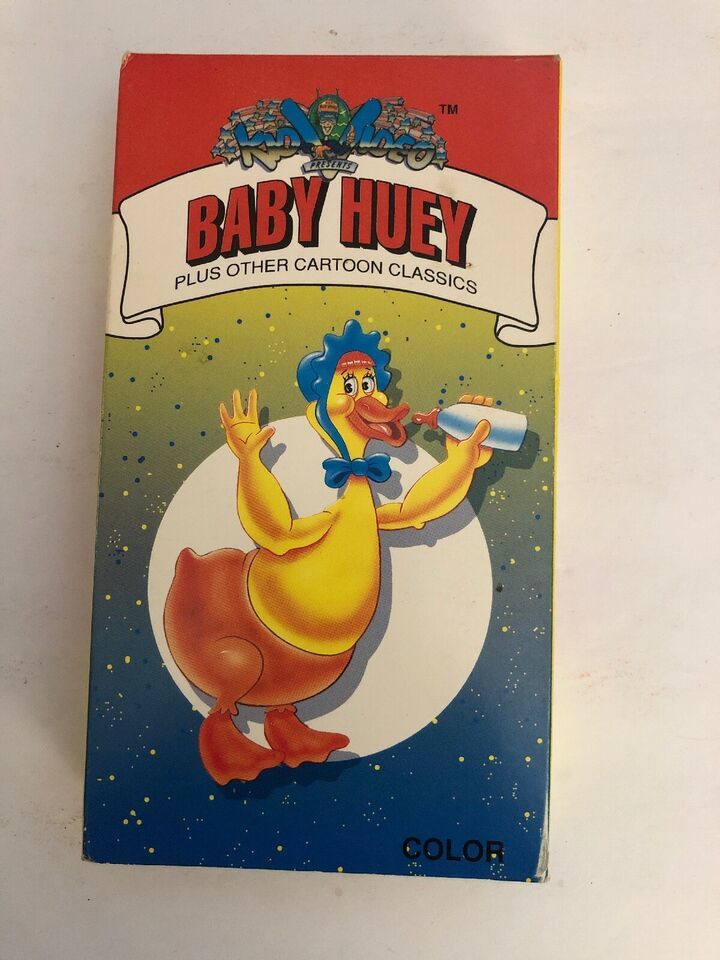 KID VIDEO
TM
PRESENTS
BABY HUEY
PLUS OTHER CARTOON CLASSICS
COLOR